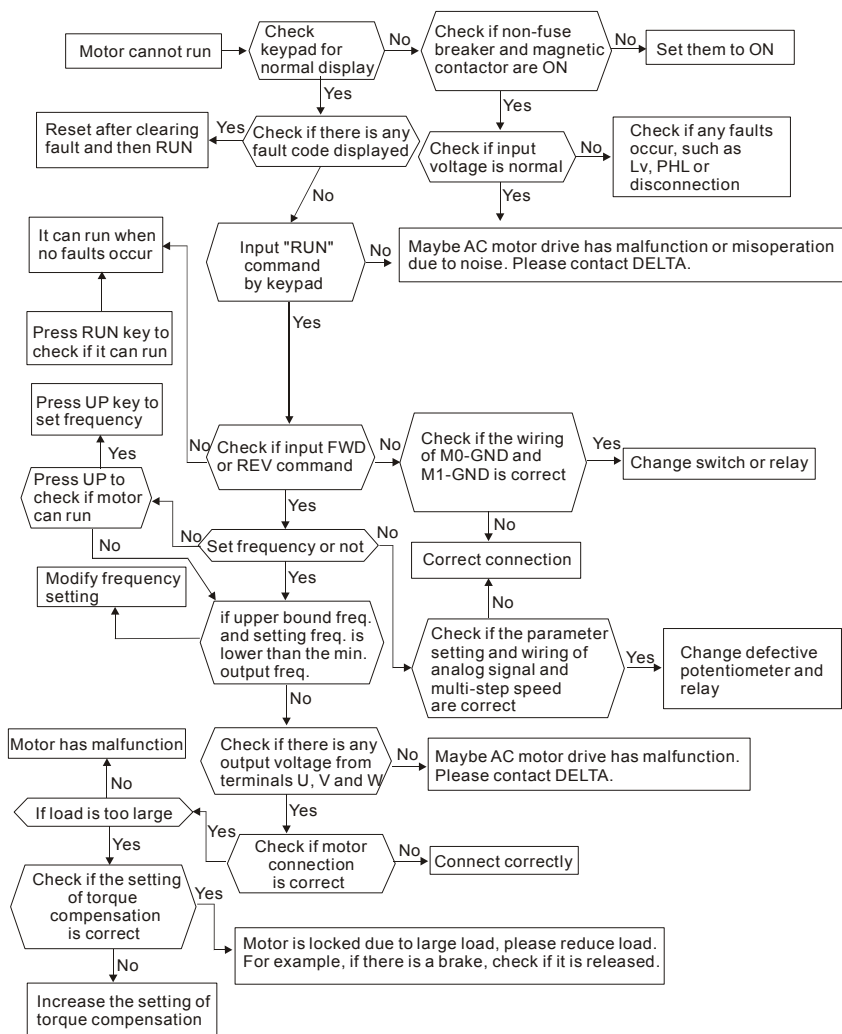 Motor cannot run
Check
keypad for
normal display
No
Check if non-fuse
breaker and magnetic
contactor are ON
No
Set them to ON
Yes
Yes
Reset after clearing
fault and then RUN
Yes
Check if there is any
fault code displayed
Check if input
voltage is normal
No
Check if any faults
occur, such as
Lv, PHL or
disconnection
No
Yes
It can run when
no faults occur
Input "RUN"
command
by keypad
No
Maybe AC motor drive has malfunction or misoperation
due to noise. Please contact DELTA.
Yes
Press RUN key to
check if it can run
Press UP key to
set frequency
No
Check if input FWD
or REV command
No
Check if the wiring
of M0-GND and
M1-GND is correct
Yes
Change switch or relay
Yes
Press UP to
check if motor
can run
Yes
No
No
No
Set frequency or not
No
Correct connection
Yes
No
Modify frequency
setting
if upper bound freq.
and setting freq. is
lower than the min.
output freq.
No
Check if the parameter
setting and wiring of
analog signal and
multi-step speed
are correct
Yes
Change defective
potentiometer and
relay
No
Motor has malfunction
Check if there is any
output voltage from
terminals U, V and W
No
Maybe AC motor drive has malfunction.
Please contact DELTA.
No
Yes
If load is too large
Yes
Check if motor
connection
is correct
No
Connect correctly
Yes
Check if the setting
of torque
compensation
is correct
Yes
Motor is locked due to large load, please reduce load.
For example, if there is a brake, check if it is released.
No
Increase the setting of
torque compensation